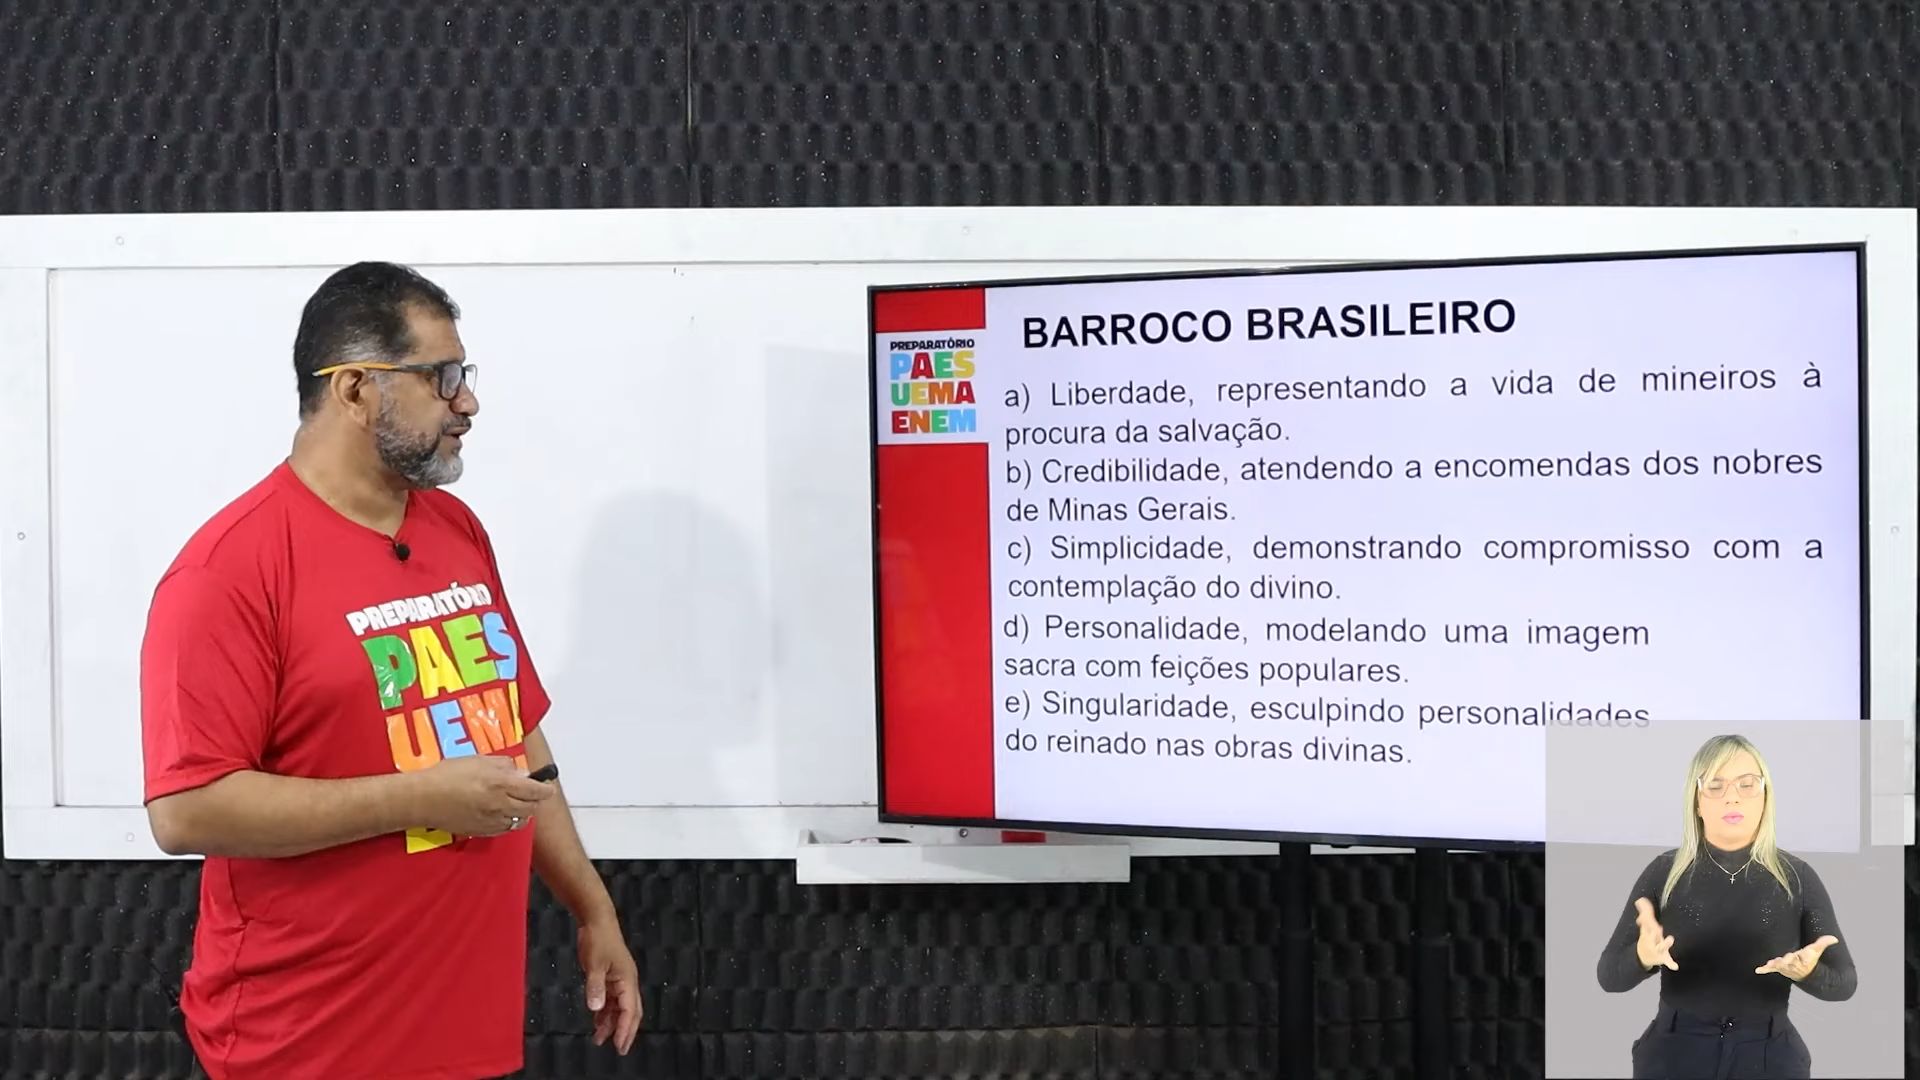 BARROCO BRASILEIRO
PREPARATÓRIO
PAES
UEMA
ENEM
a) Liberdade, representando a vida de mineiros à
procura da salvação.
b) Credibilidade, atendendo a encomendas dos nobres
de Minas Gerais.
c) Simplicidade, demonstrando compromisso com a
contemplação do divino.
d) Personalidade, modelando uma imagem
sacra com feições populares.
e) Singularidade, esculpindo personalidades
do reinado nas obras divinas.
PREPARATÓRIO
PAES
UEMA